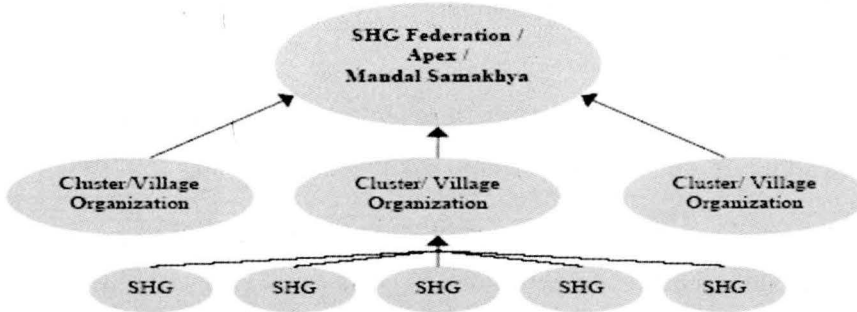 SHG Federation /
Apex /
Mandal Samakhya
Cluster/Village
Organization
Cluster/ Village
Organization
Cluster/ Village
Organization
SHG
SHG
SHG
SHG
SHG